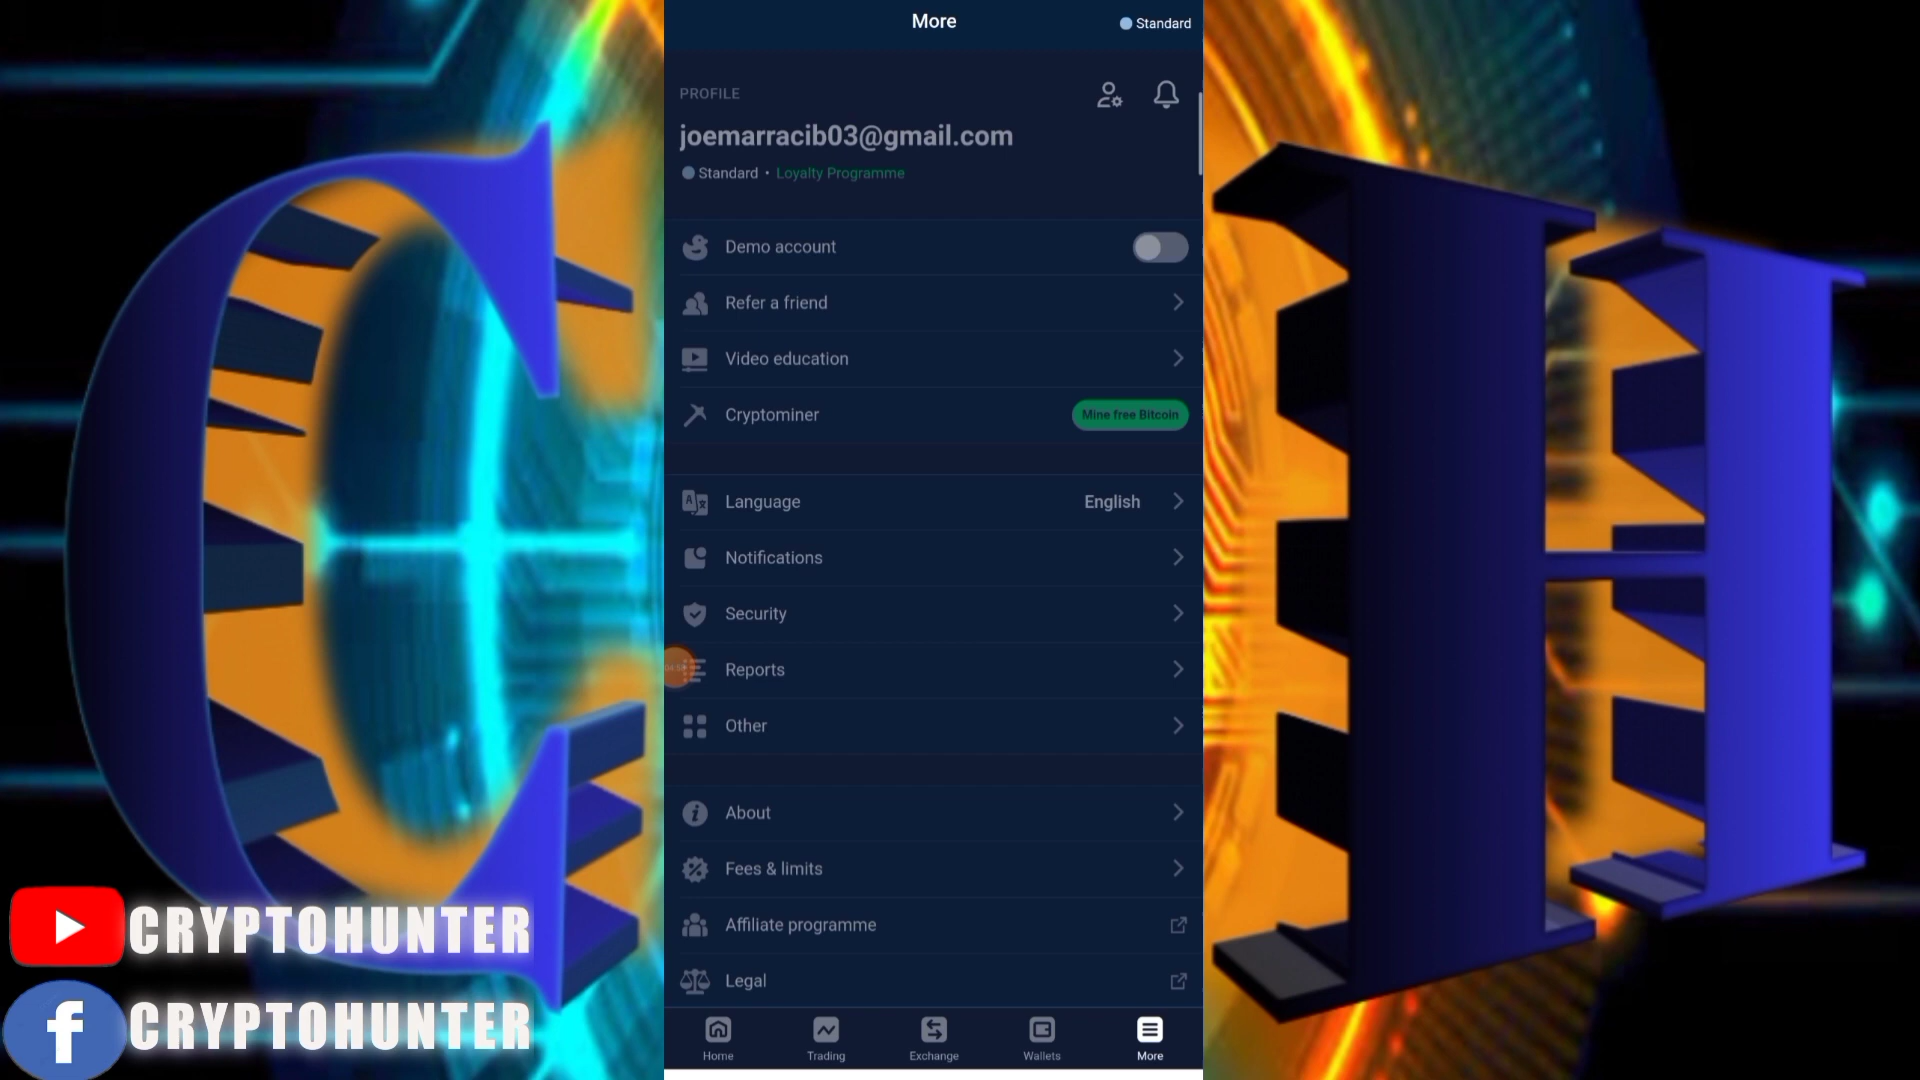 More
Standard
PROFILE
joemarracib03@gmail.com
Standard • Loyalty Programme
Demo account
Refer a friend
Video education
Cryptominer
Mine free Bitcoin
Language
English
Notifications
Security
Reports
Other
About
Fees & limits
Affiliate programme
Legal
Home
Trading
Exchange
Wallets
More
CH
CRYPTOHUNTER
CRYPTOHUNTER